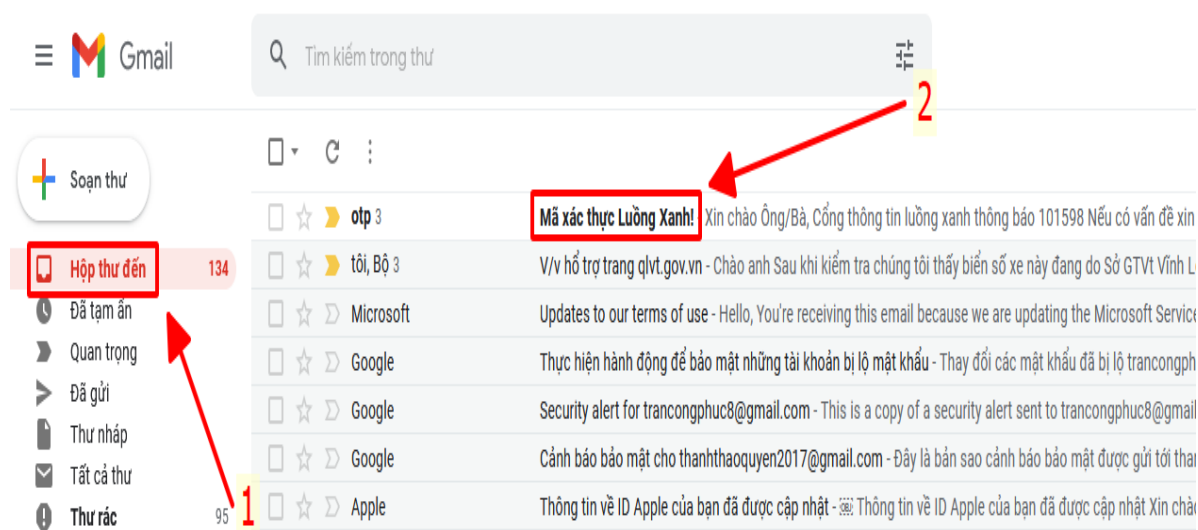 Gmail
Tìm kiếm trong thư
2
Soạn thư
otp 3 Mã xác thực Luồng Xanh! - Xin chào Ông/Bà, Cổng thông tin luồng xanh thông báo 101598 Nếu có vấn đề xin
Hộp thư đến 134
tôi, Bộ 3 V/v hổ trợ trang qlvt.gov.vn - Chào anh Sau khi kiểm tra chúng tôi thấy biển số xe này đang do Sở GTVt Vĩnh
Đã tạm ẩn
Microsoft Updates to our terms of use - Hello, You're receiving this email because we are updating the Microsoft Service
Quan trọng
Google Thực hiện hành động để bảo mật những tài khoản bị lộ mật khẩu - Thay đổi các mật khẩu đã bị lộ trancongph
Đã gửi
Google Security alert for trancongphuc8@gmail.com - This is a copy of a security alert sent to trancongphuc8@gmail
Thư nháp
Google Cảnh báo bảo mật cho thanhthaoquyen2017@gmail.com - Đây là bản sao cảnh báo bảo mật được gửi tới
Tất cả thư
Apple Thông tin về ID Apple của bạn đã được cập nhật - Thông tin về ID Apple của bạn đã được cập nhật Xin chào
Thư rác 95
1